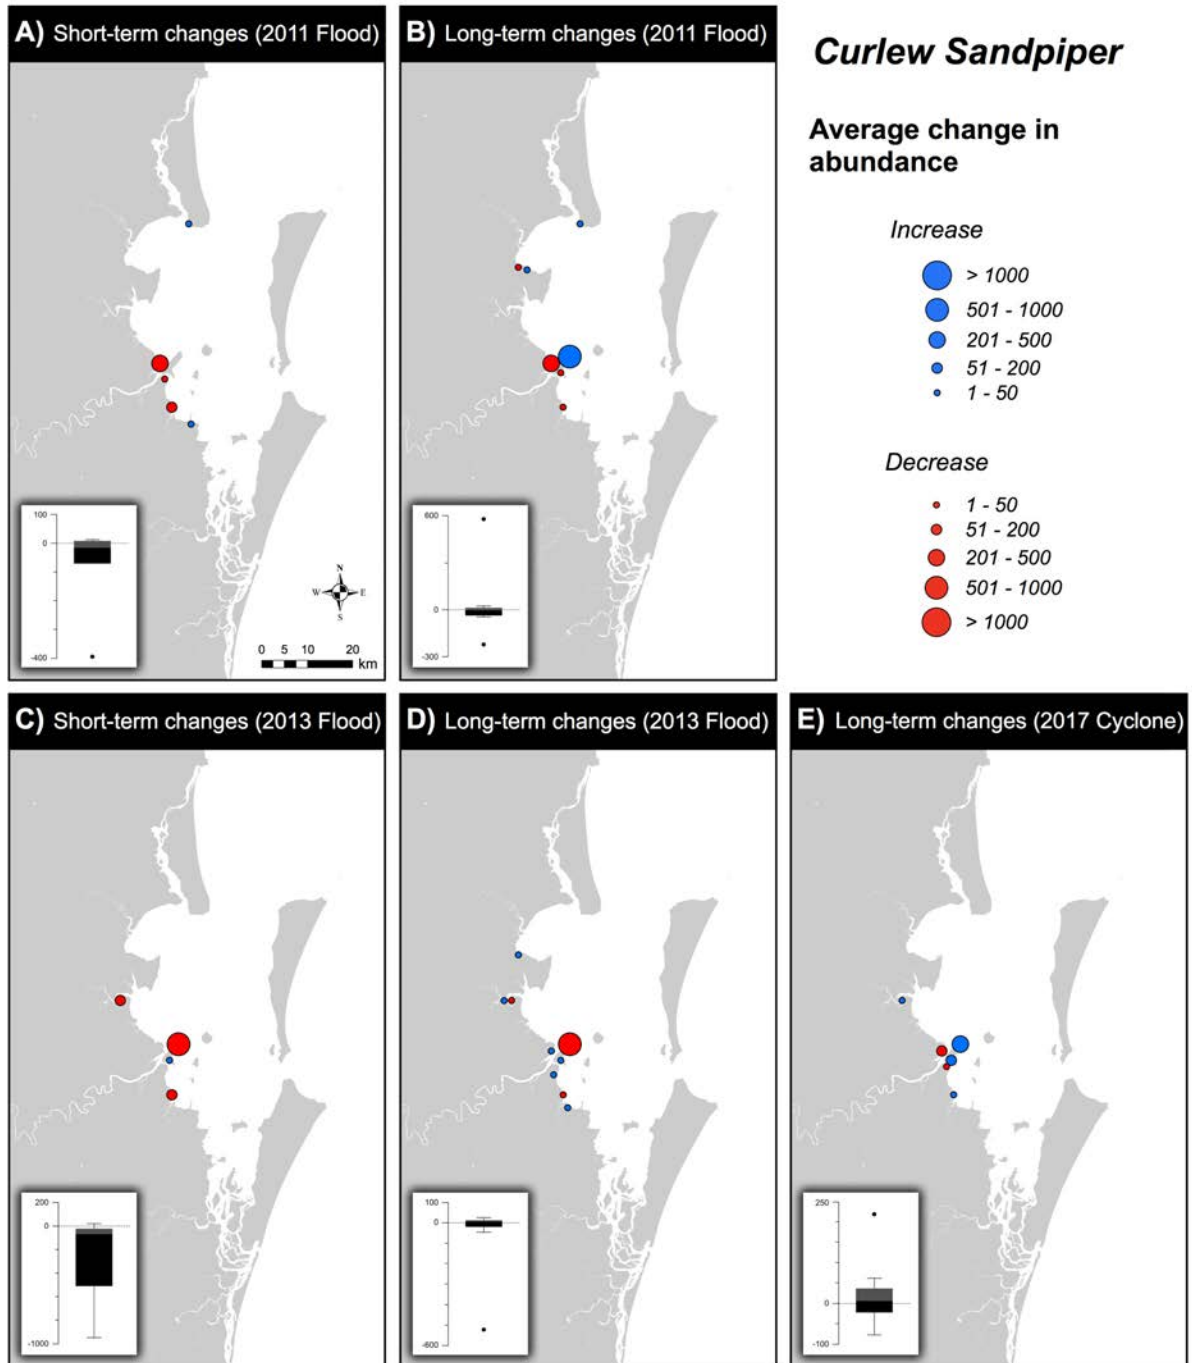 A) Short-term changes (2011 Flood)
B) Long-term changes (2011 Flood)
Curlew Sandpiper
Average change in
abundance
Increase
> 1000
501 - 1000
201 - 500
51 - 200
1 - 50
Decrease
1 - 50
51 - 200
201 - 500
501 - 1000
> 1000
100
0
-400
N
W E
S
0 5 10 20
km
600
0
-300
C) Short-term changes (2013 Flood)
D) Long-term changes (2013 Flood)
E) Long-term changes (2017 Cyclone)
200
0
-1000
100
0
-600
250
0
-100